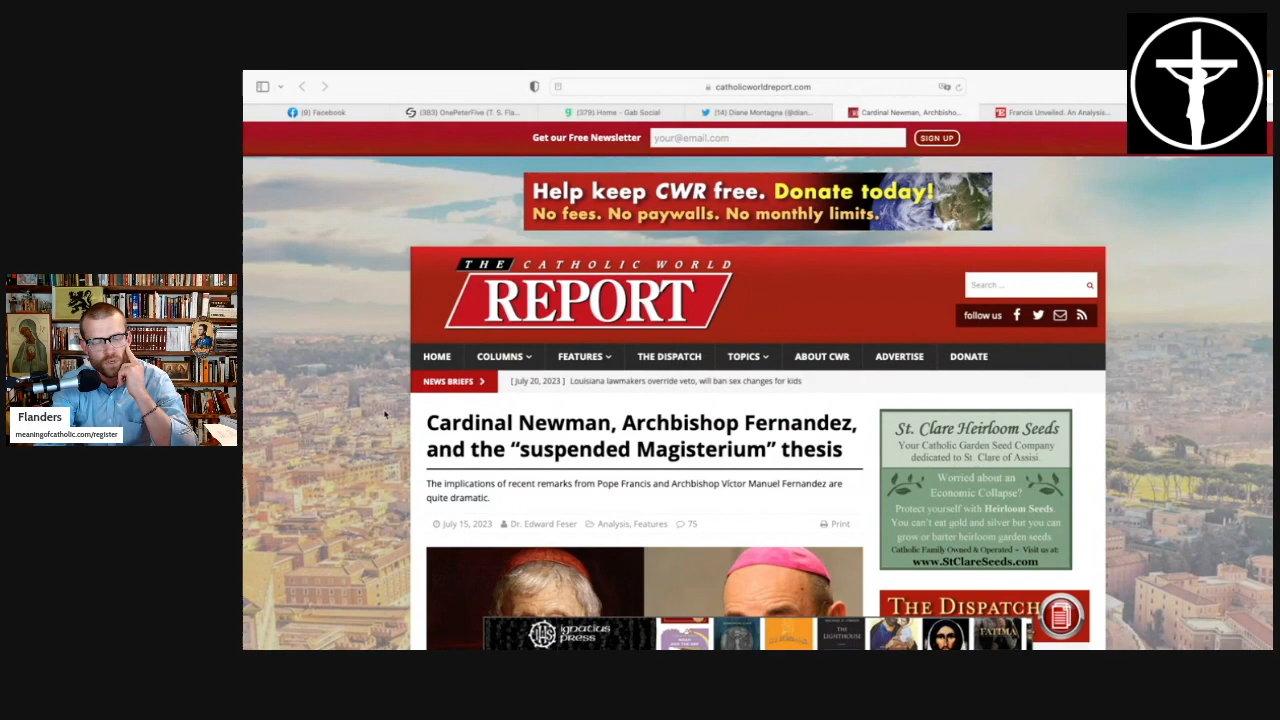 catholicworldreport.com
(9) Facebook
(383) OnePeterFive (T. S. Fla...
(379) Home - Gab Social
(14) Diane Montagna (@dian...
Cardinal Newman, Archbisho...
Francis Unveiled. An Analysis...
Get our Free Newsletter
your@email.com
SIGN UP
Help keep CWR free. Donate today!
No fees. No paywalls. No monthly limits.
THE CATHOLIC WORLD
REPORT
Search ...
follow us
HOME
COLUMNS
FEATURES
THE DISPATCH
TOPICS
ABOUT CWR
ADVERTISE
DONATE
NEWS BRIEFS
[ July 20, 2023 ] Louisiana lawmakers override veto, will ban sex changes for kids
Cardinal Newman, Archbishop Fernandez,
and the “suspended Magisterium” thesis
The implications of recent remarks from Pope Francis and Archbishop Víctor Manuel Fernandez are
quite dramatic.
July 15, 2023
Dr. Edward Feser
Analysis, Features
75
Print
St. Clare Heirloom Seeds
Your Catholic Garden Seed Company
dedicated to St. Clare of Assisi.
Worried about an
Economic Collapse?
Protect yourself with Heirloom Seeds.
You can't eat gold and silver but you can
grow or barter heirloom garden seeds.
Catholic Family Owned & Operated ~ Visit us at:
www.StClareSeeds.com
THE DISPATCH
ignatius
press
THE
LIGHTHOUSE
FATIMA
Flanders
meaningofcatholic.com/register